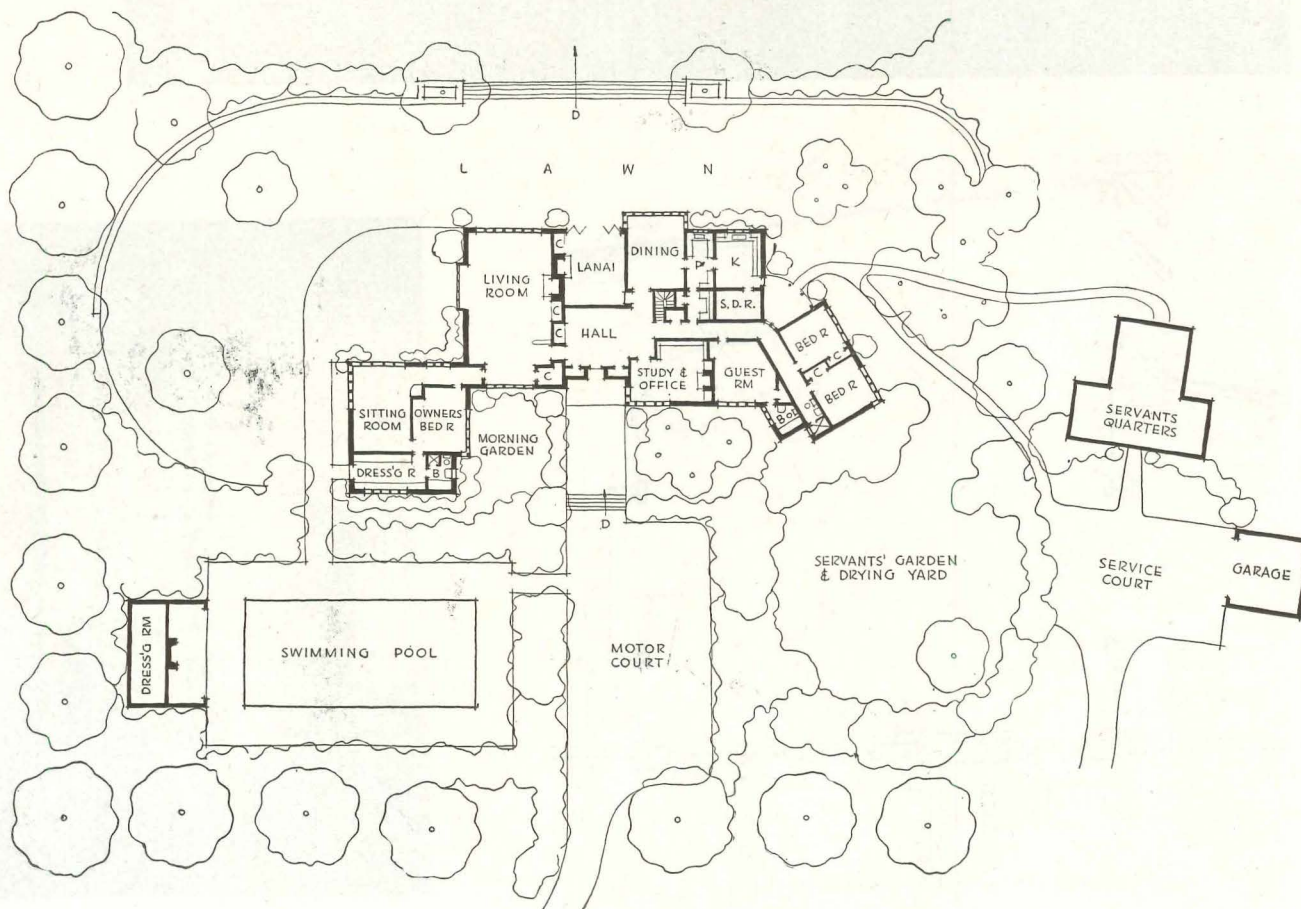 D
L A W N
C
LIVING
ROOM
LANAI
DINING
P
K
S.D.R.
C
C
HALL
C
STUDY &
OFFICE
GUEST
RM
BED R
C
C
BED R
B
SITTING
ROOM
OWNERS
BED R
MORNING
GARDEN
DRESS'G R
B
D
SERVANTS
QUARTERS
SERVANTS' GARDEN
& DRYING YARD
SERVICE
COURT
GARAGE
DRESS'G RM
SWIMMING POOL
MOTOR
COURT